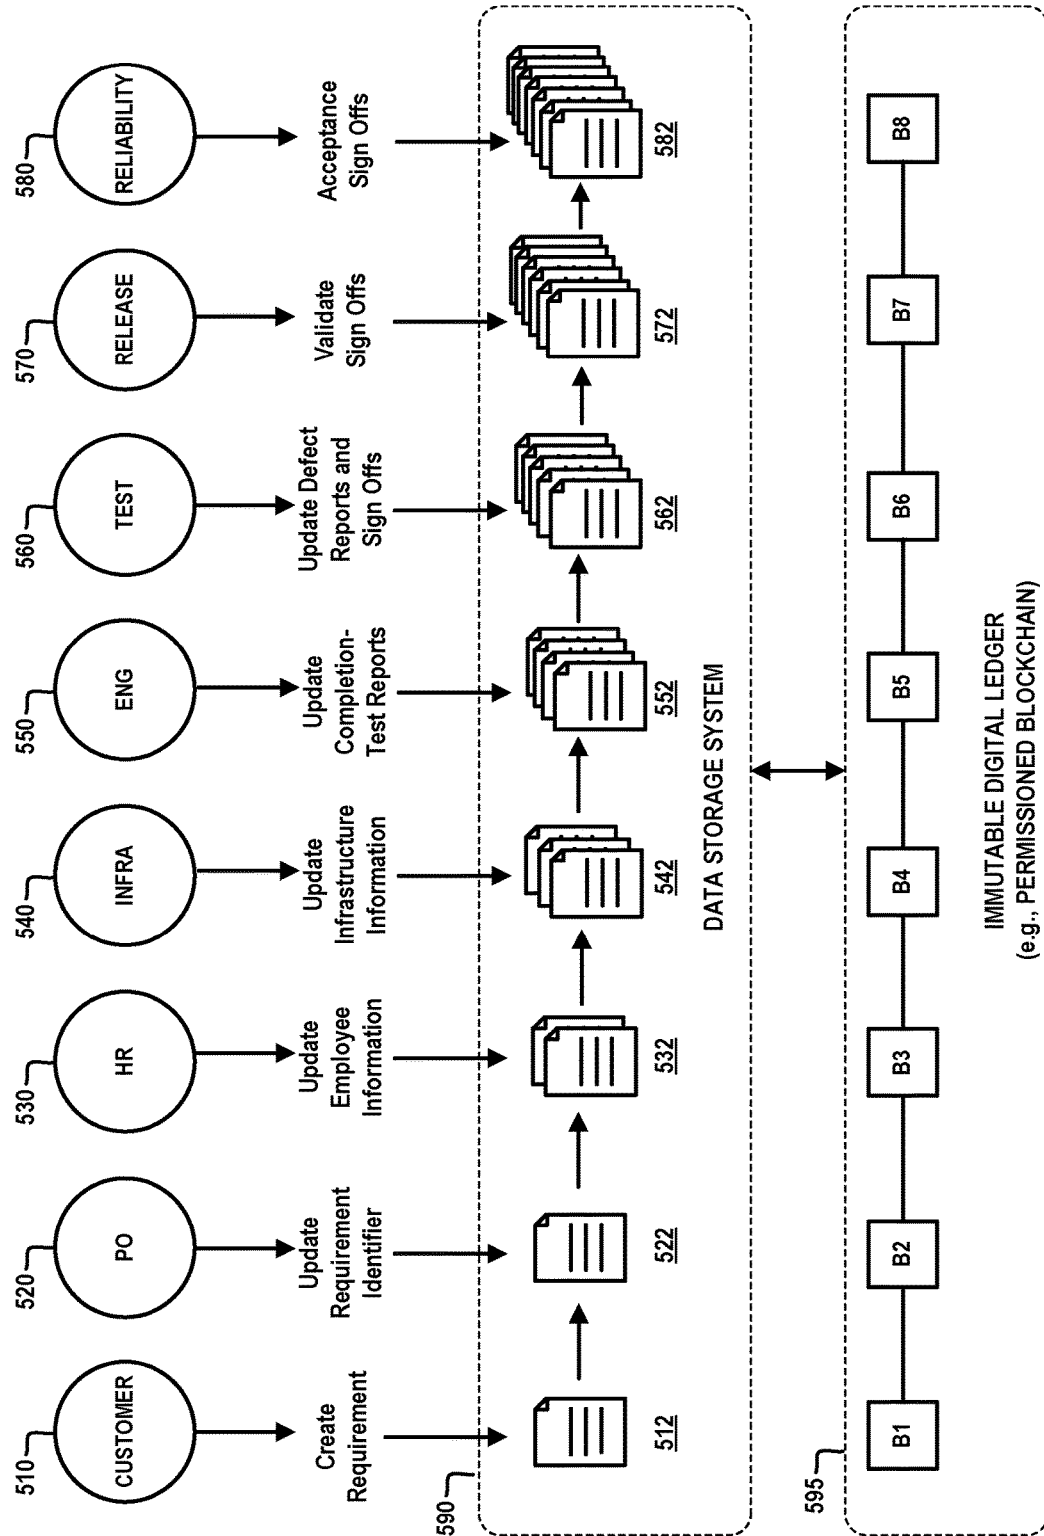 510
CUSTOMER
Create
Requirement
512
520
PO
Update
Requirement
Identifier
522
530
HR
Update
Employee
Information
532
540
INFRA
Update
Infrastructure
Information
542
550
ENG
Update
Completion-
Test Reports
552
560
TEST
Update Defect
Reports and
Sign Offs
562
570
RELEASE
Validate
Sign Offs
572
580
RELIABILITY
Acceptance
Sign Offs
582
590
DATA STORAGE SYSTEM
595
B1
B2
B3
B4
B5
B6
B7
B8
IMMUTABLE DIGITAL LEDGER
(e.g., PERMISSIONED BLOCKCHAIN)